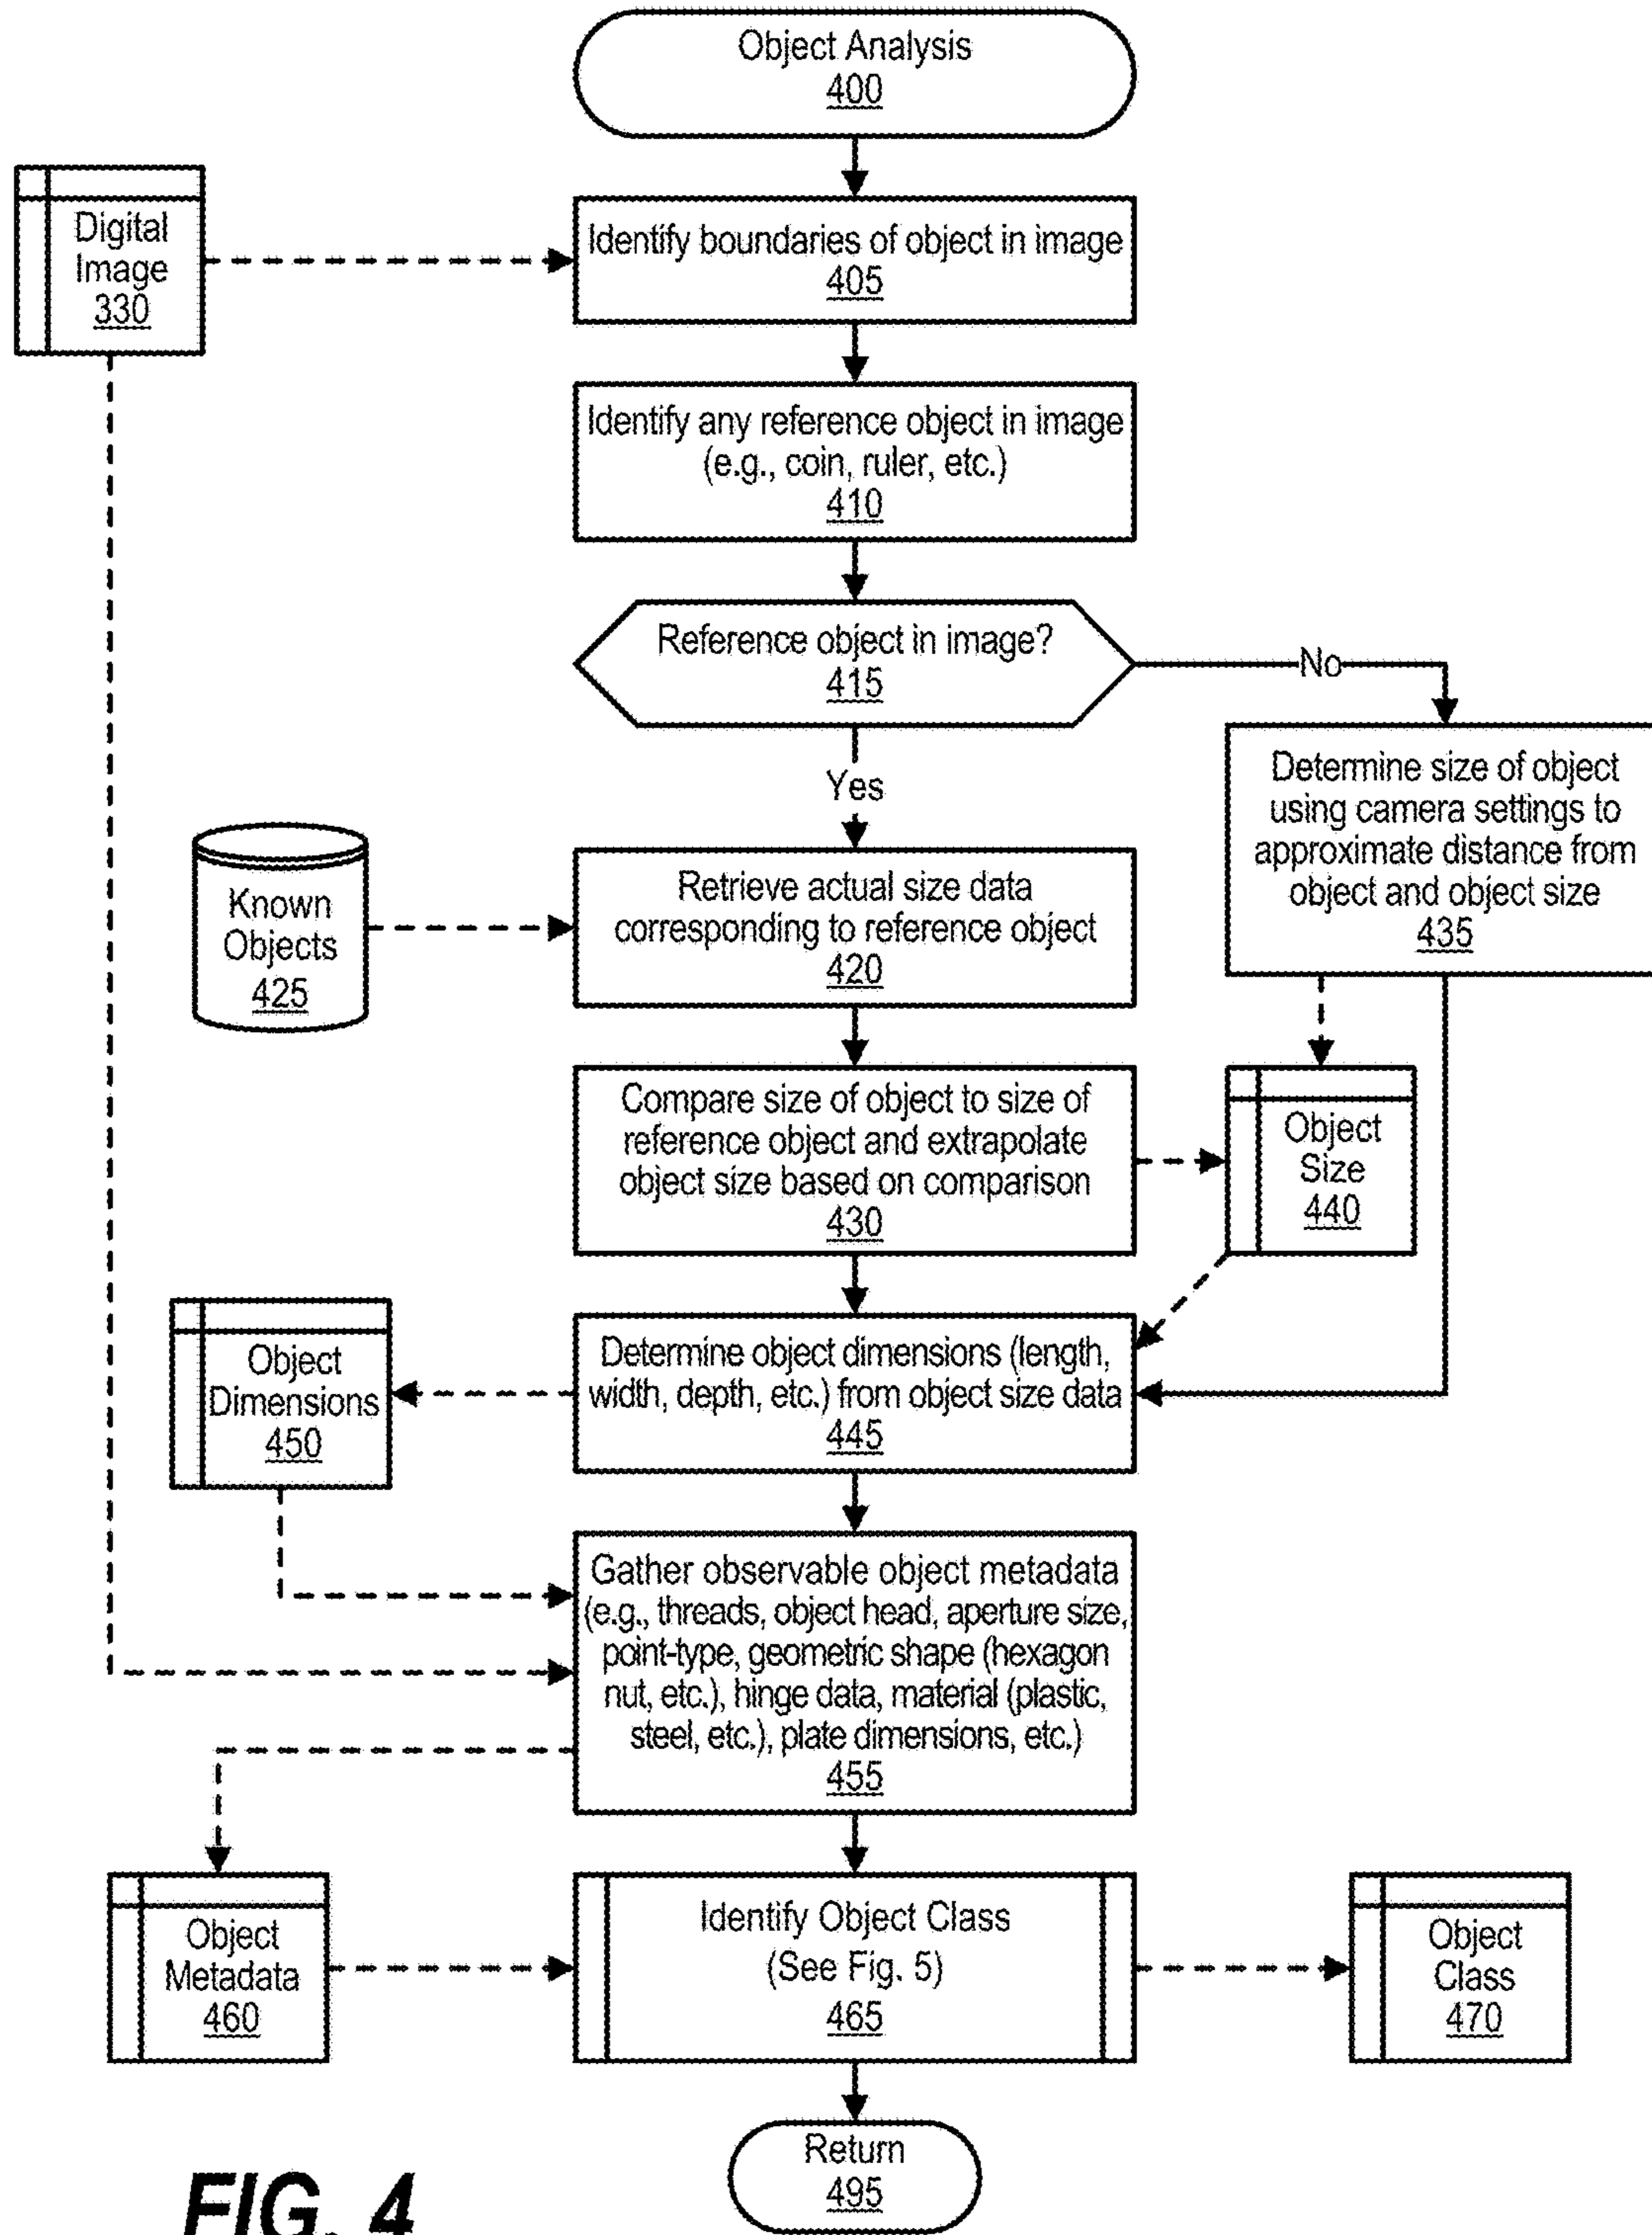 Object Analysis
400
Digital
Image
330
Identify boundaries of object in image
405
Identify any reference object in image
(e.g., coin, ruler, etc.)
410
Reference object in image?
415
No
Yes
Determine size of object
using camera settings to
approximate distance from
object and object size
435
Known
Objects
425
Retrieve actual size data
corresponding to reference object
420
Compare size of object to size of
reference object and extrapolate
object size based on comparison
430
Object
Size
440
Object
Dimensions
450
Determine object dimensions (length,
width, depth, etc.) from object size data
445
Gather observable object metadata
(e.g., threads, object head, aperture size,
point-type, geometric shape (hexagon
nut, etc.), hinge data, material (plastic,
steel, etc.), plate dimensions, etc.)
455
Object
Metadata
460
Identify Object Class
(See Fig. 5)
465
Object
Class
470
Return
495
FIG. 4